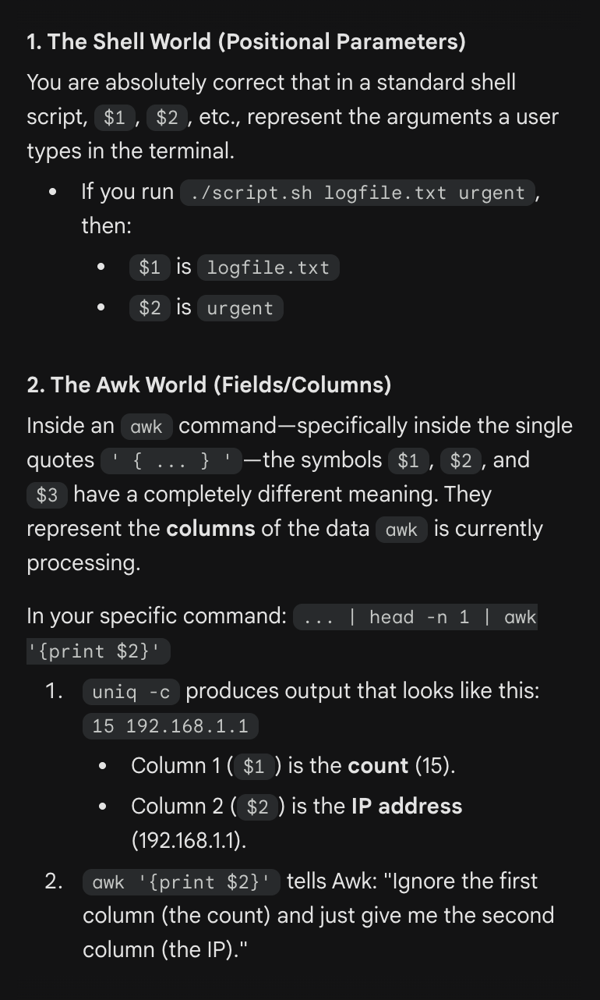 1. The Shell World (Positional Parameters)
You are absolutely correct that in a standard shell
script, $1, $2, etc., represent the arguments a user
types in the terminal.
• If you run ./script.sh logfile.txt urgent,
then:
• $1 is logfile.txt
• $2 is urgent
2. The Awk World (Fields/Columns)
Inside an awk command—specifically inside the single
quotes ' { ... } '—the symbols $1, $2, and
$3 have a completely different meaning. They
represent the columns of the data awk is currently
processing.
In your specific command: ... | head -n 1 | awk
'{print $2}'
1. uniq -c produces output that looks like this:
15 192.168.1.1
• Column 1 ( $1 ) is the count (15).
• Column 2 ( $2 ) is the IP address
(192.168.1.1).
2. awk '{print $2}' tells Awk: "Ignore the first
column (the count) and just give me the second
column (the IP)."